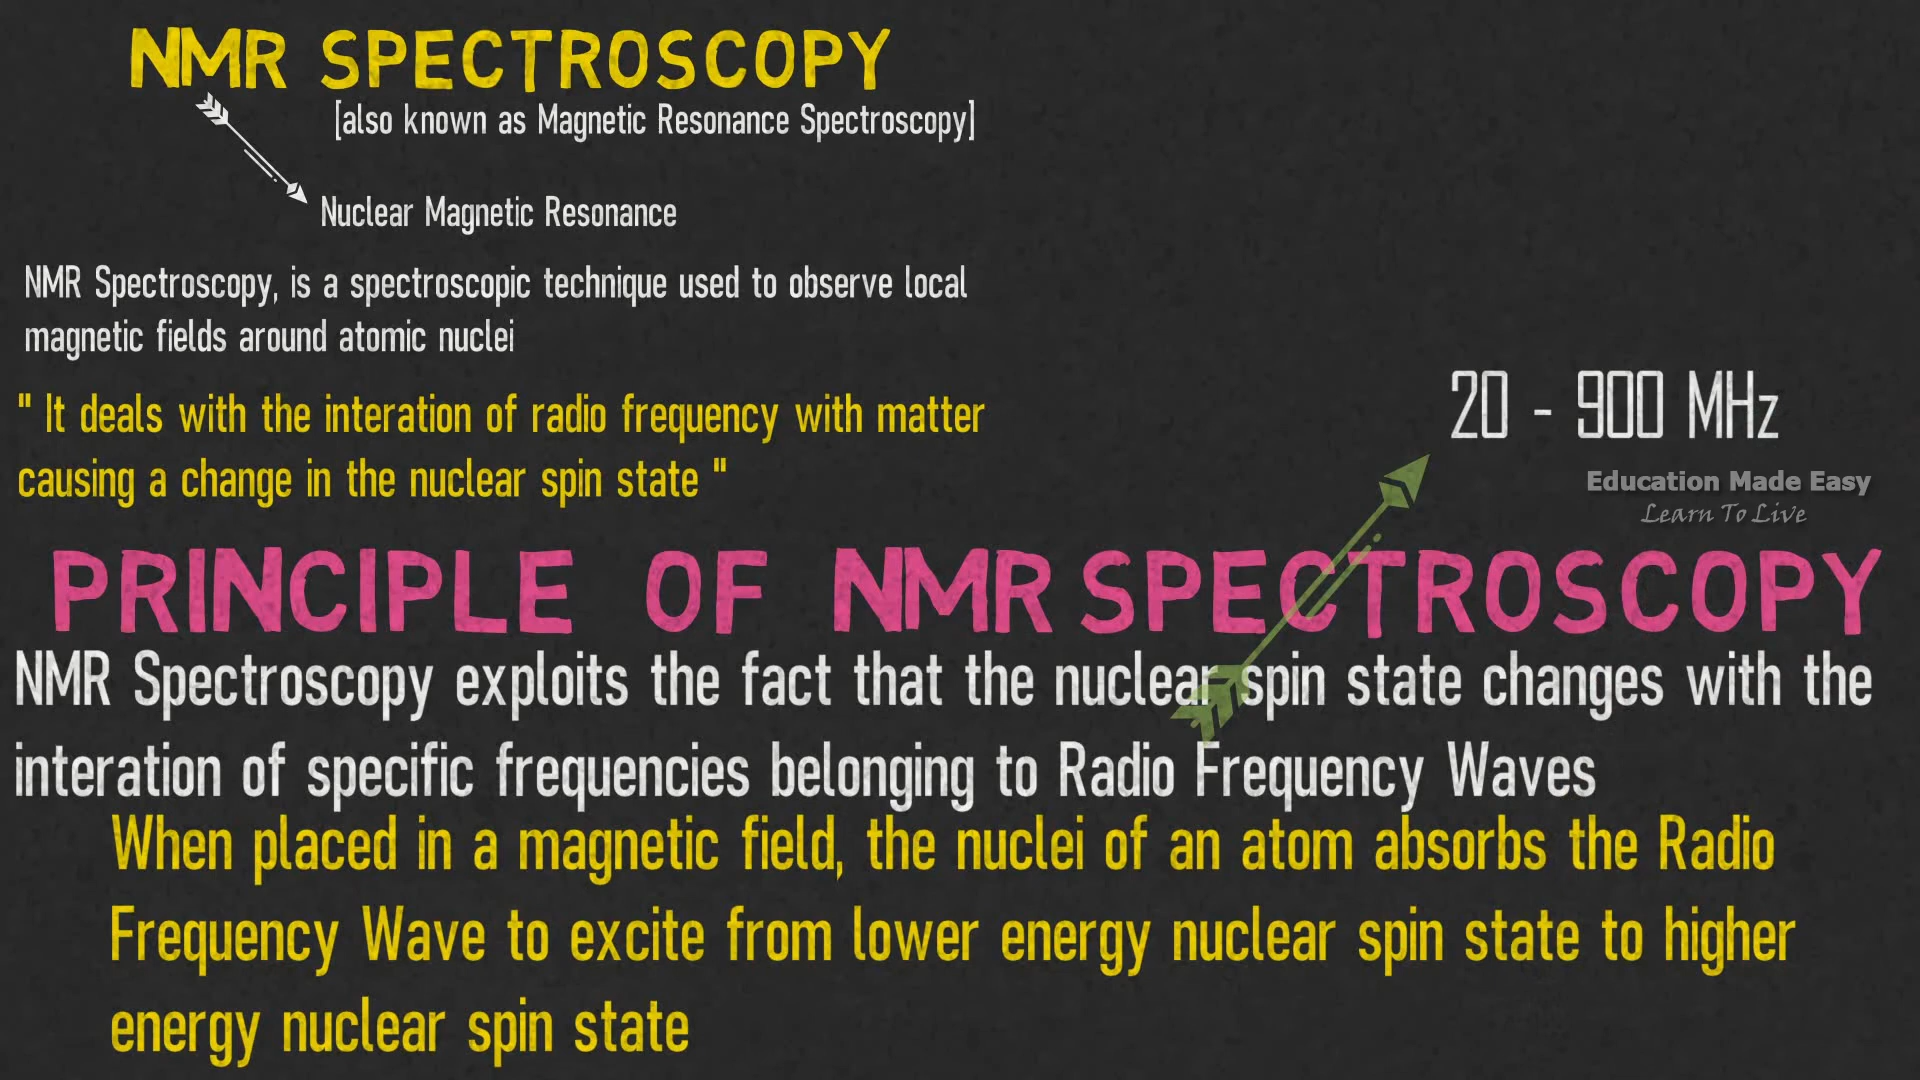 NMR SPECTROSCOPY
[also known as Magnetic Resonance Spectroscopy]
Nuclear Magnetic Resonance
NMR Spectroscopy, is a spectroscopic technique used to observe local
magnetic fields around atomic nuclei
" It deals with the interation of radio frequency with matter
causing a change in the nuclear spin state "
20 - 900 MHz
Education Made Easy
Learn To Live
PRINCIPLE OF NMR SPECTROSCOPY
NMR Spectroscopy exploits the fact that the nuclear spin state changes with the
interation of specific frequencies belonging to Radio Frequency Waves
When placed in a magnetic field, the nuclei of an atom absorbs the Radio
Frequency Wave to excite from lower energy nuclear spin state to higher
energy nuclear spin state